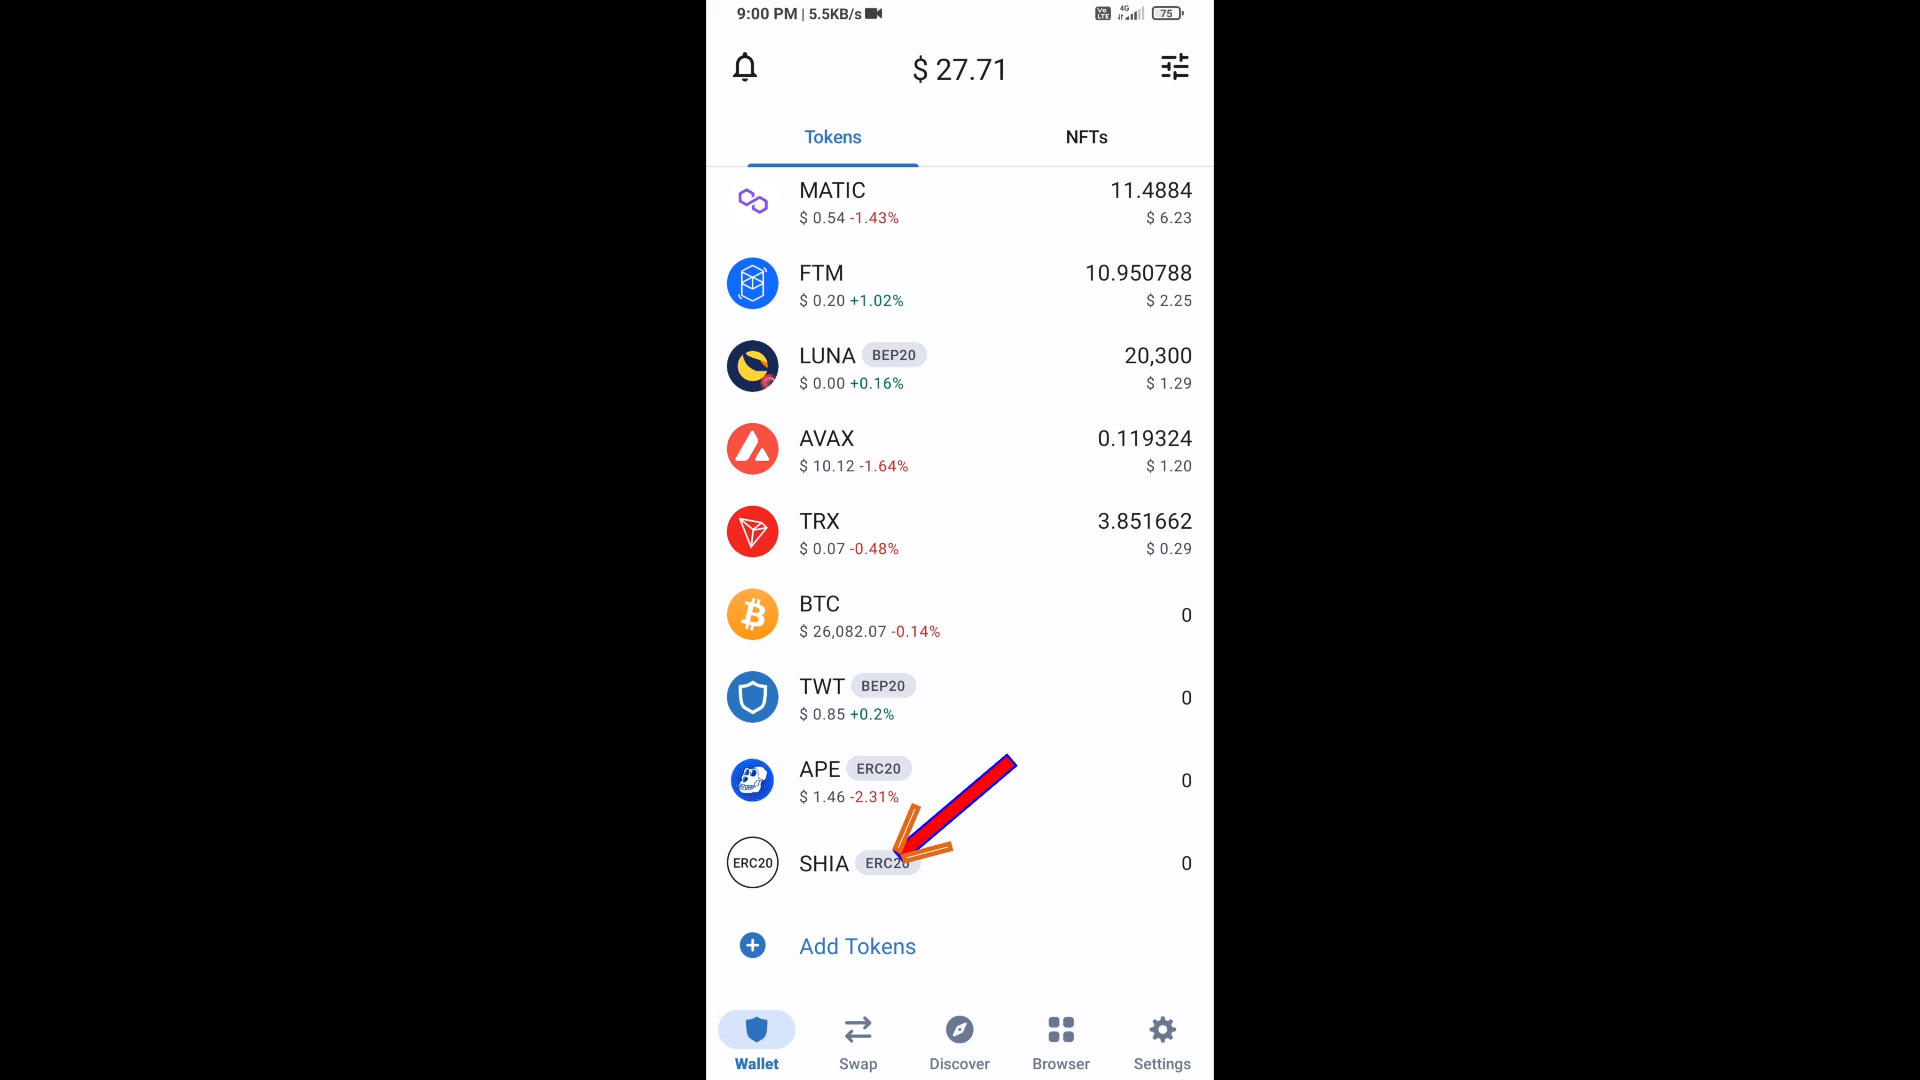 9:00 PM | 5.5KB/s
Vo LTE 4G 75
$ 27.71
Tokens NFTs
MATIC 11.4884
$ 0.54 -1.43% $ 6.23
FTM 10.950788
$ 0.20 +1.02% $ 2.25
LUNA BEP20 20,300
$ 0.00 +0.16% $ 1.29
AVAX 0.119324
$ 10.12 -1.64% $ 1.20
TRX 3.851662
$ 0.07 -0.48% $ 0.29
BTC 0
$ 26,082.07 -0.14%
TWT BEP20 0
$ 0.85 +0.2%
APE ERC20 0
$ 1.46 -2.31%
ERC20 SHIA ERC20 0
Add Tokens
Wallet Swap Discover Browser Settings